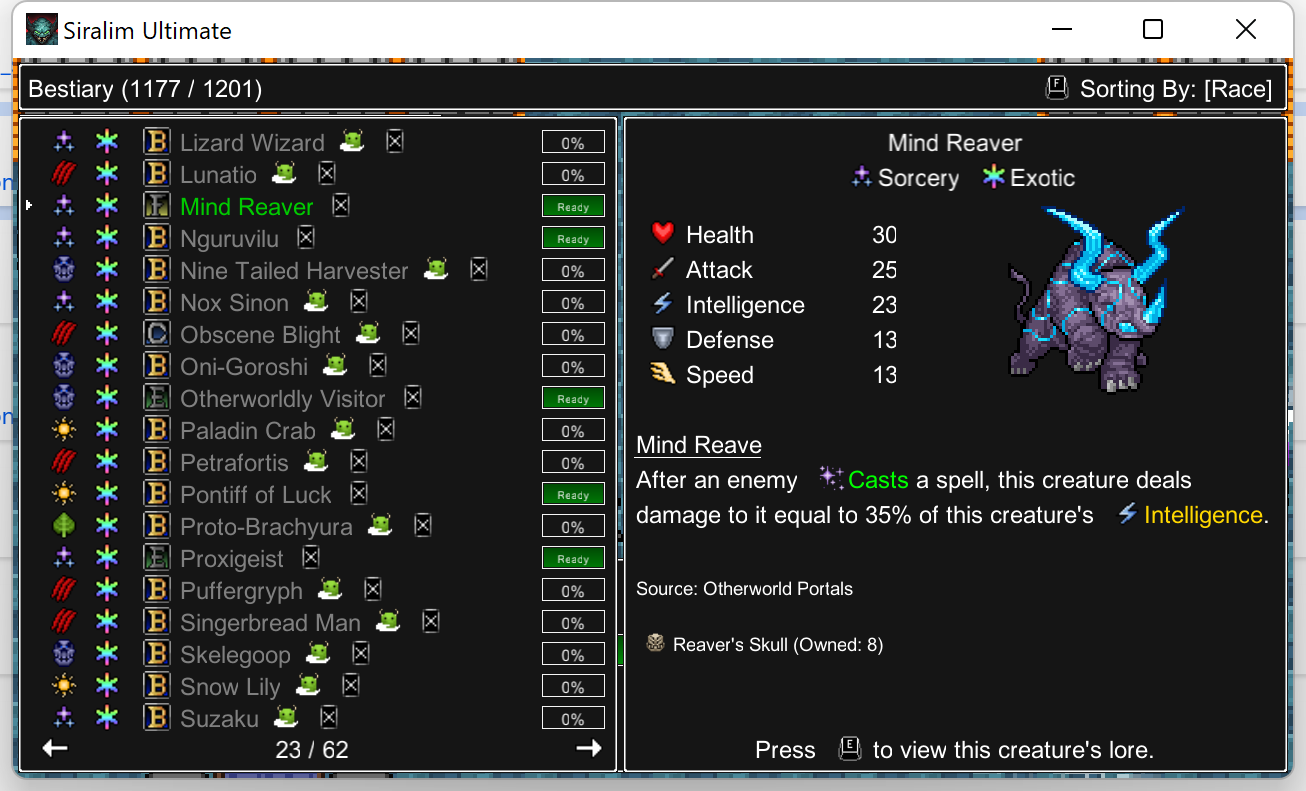 Siralim Ultimate
Bestiary (1177 / 1201)
F Sorting By: [Race]
B Lizard Wizard 0%
B Lunatio 0%
F Mind Reaver Ready
B Nguruvilu Ready
B Nine Tailed Harvester 0%
B Nox Sinon 0%
C Obscene Blight 0%
B Oni-Goroshi 0%
E Otherworldly Visitor Ready
B Paladin Crab 0%
B Petrafortis 0%
B Pontiff of Luck Ready
B Proto-Brachyura 0%
E Proxigeist Ready
B Puffergryph 0%
B Singerbread Man 0%
B Skelegoop 0%
B Snow Lily 0%
B Suzaku 0%
23 / 62
Mind Reaver
Sorcery Exotic
Health 30
Attack 25
Intelligence 23
Defense 13
Speed 13
Mind Reave
After an enemy Casts a spell, this creature deals
damage to it equal to 35% of this creature's Intelligence.
Source: Otherworld Portals
Reaver's Skull (Owned: 8)
Press E to view this creature's lore.